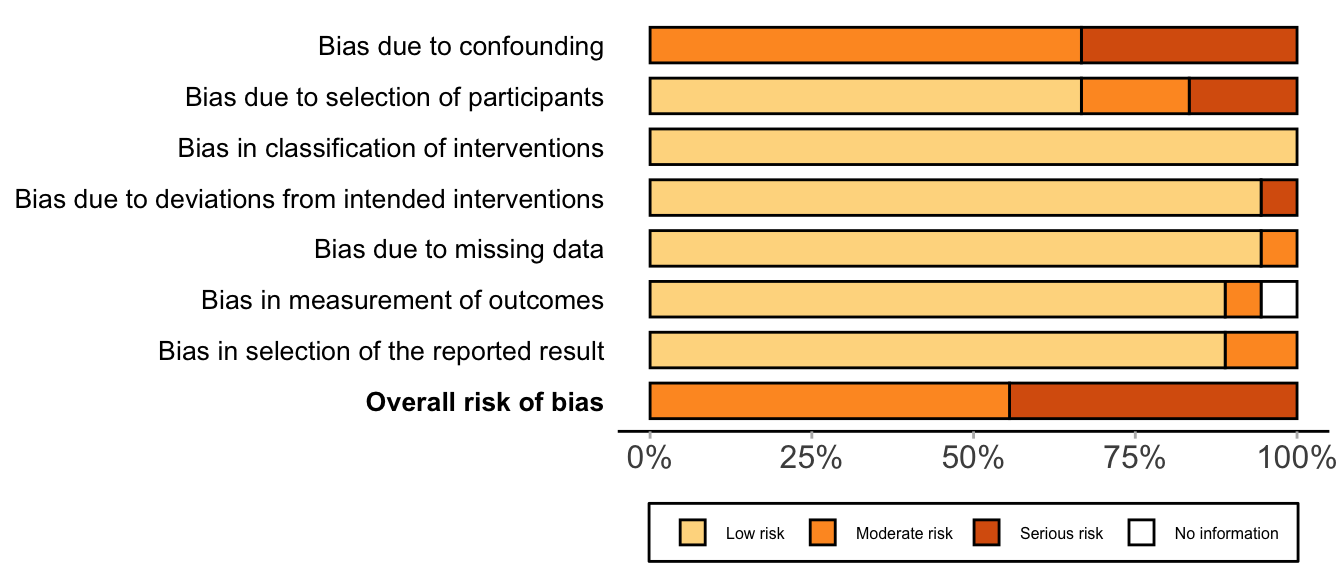 Bias due to confounding
Bias due to selection of participants
Bias in classification of interventions
Bias due to deviations from intended interventions
Bias due to missing data
Bias in measurement of outcomes
Bias in selection of the reported result
Overall risk of bias
0% 25% 50% 75% 100%
Low risk Moderate risk Serious risk No information